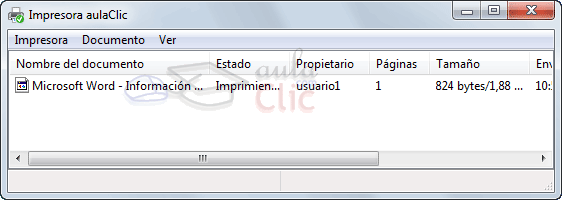 Impresora aulaClic
Impresora Documento Ver
Nombre del documento Estado Propietario Páginas Tamaño Env
Microsoft Word - Información ... Imprimien... usuario1 1 824 bytes/1,88 ... 10:
aula
Clic